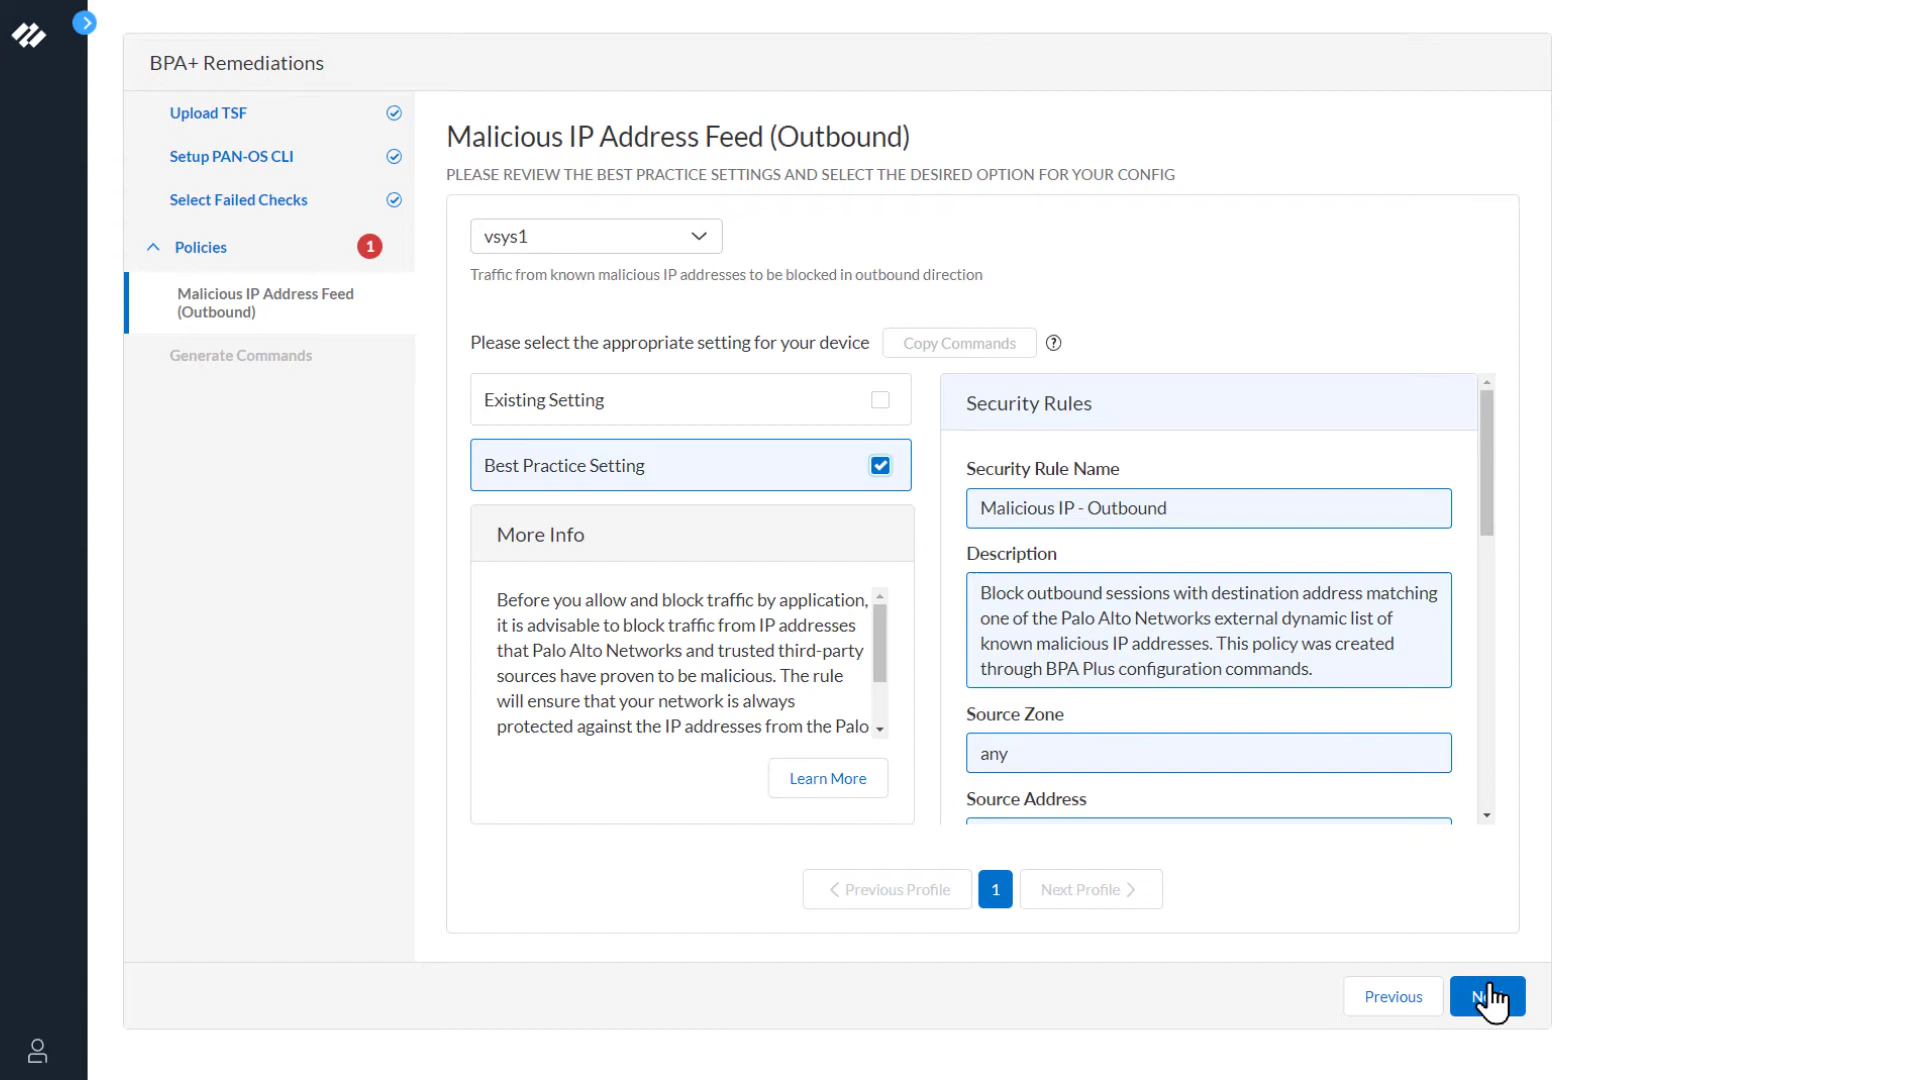 BPA+ Remediations
Upload TSF
Setup PAN-OS CLI
Select Failed Checks
Policies
1
Malicious IP Address Feed
(Outbound)
Generate Commands
Malicious IP Address Feed (Outbound)
PLEASE REVIEW THE BEST PRACTICE SETTINGS AND SELECT THE DESIRED OPTION FOR YOUR CONFIG
vsys1
Traffic from known malicious IP addresses to be blocked in outbound direction
Please select the appropriate setting for your device
Copy Commands
?
Existing Setting
Best Practice Setting
More Info
Before you allow and block traffic by application,
it is advisable to block traffic from IP addresses
that Palo Alto Networks and trusted third-party
sources have proven to be malicious. The rule
will ensure that your network is always
protected against the IP addresses from the Palo
Learn More
Security Rules
Security Rule Name
Malicious IP - Outbound
Description
Block outbound sessions with destination address matching
one of the Palo Alto Networks external dynamic list of
known malicious IP addresses. This policy was created
through BPA Plus configuration commands.
Source Zone
any
Source Address
Previous Profile
1
Next Profile
Previous